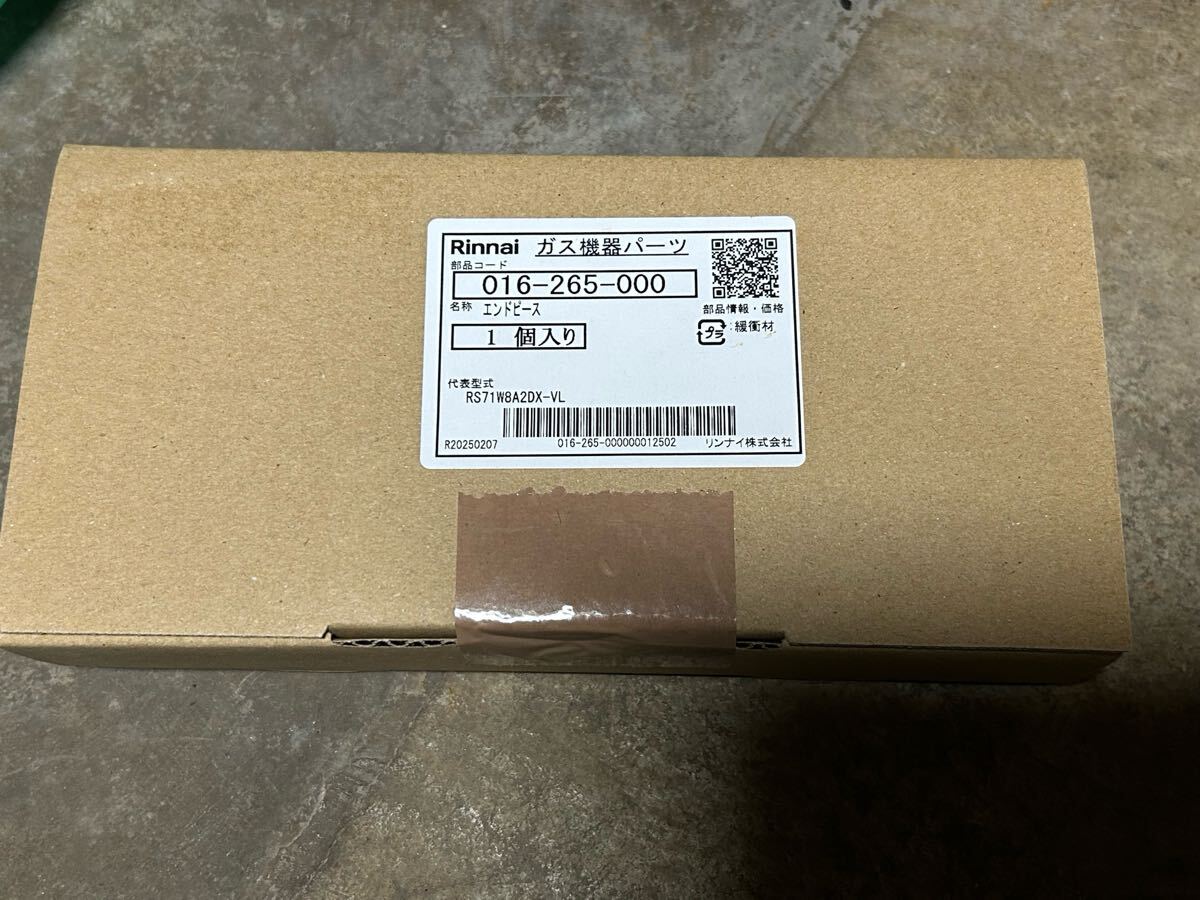 Rinnai ガス機器パーツ
部品コード
016-265-000
名称 エンドピース
部品情報・価格
1 個入り
プラ :緩衝材
代表型式
RS71W8A2DX-VL
R20250207 016-265-000000012502 リンナイ株式会社